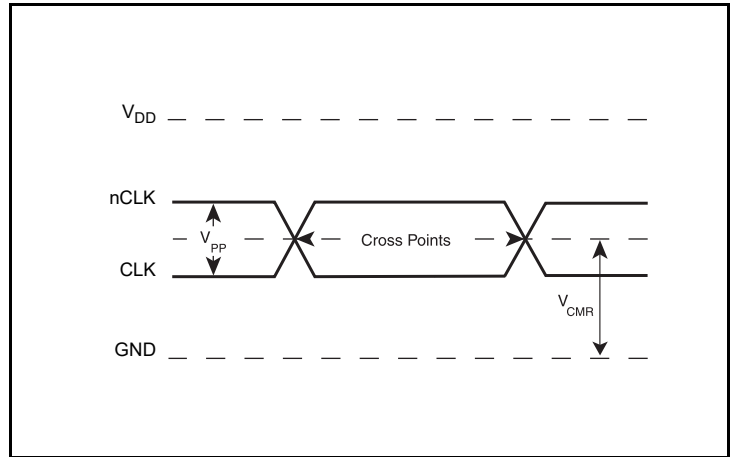 VDD
nCLK
VPP
Cross Points
CLK
VCMR
GND